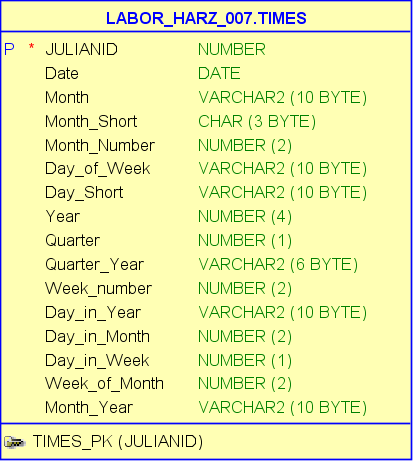 LABOR_HARZ_007.TIMES
P * JULIANID NUMBER
Date DATE
Month VARCHAR2 (10 BYTE)
Month_Short CHAR (3 BYTE)
Month_Number NUMBER (2)
Day_of_Week VARCHAR2 (10 BYTE)
Day_Short VARCHAR2 (10 BYTE)
Year NUMBER (4)
Quarter NUMBER (1)
Quarter_Year VARCHAR2 (6 BYTE)
Week_number NUMBER (2)
Day_in_Year VARCHAR2 (10 BYTE)
Day_in_Month NUMBER (2)
Day_in_Week NUMBER (1)
Week_of_Month NUMBER (2)
Month_Year VARCHAR2 (10 BYTE)
TIMES_PK (JULIANID)